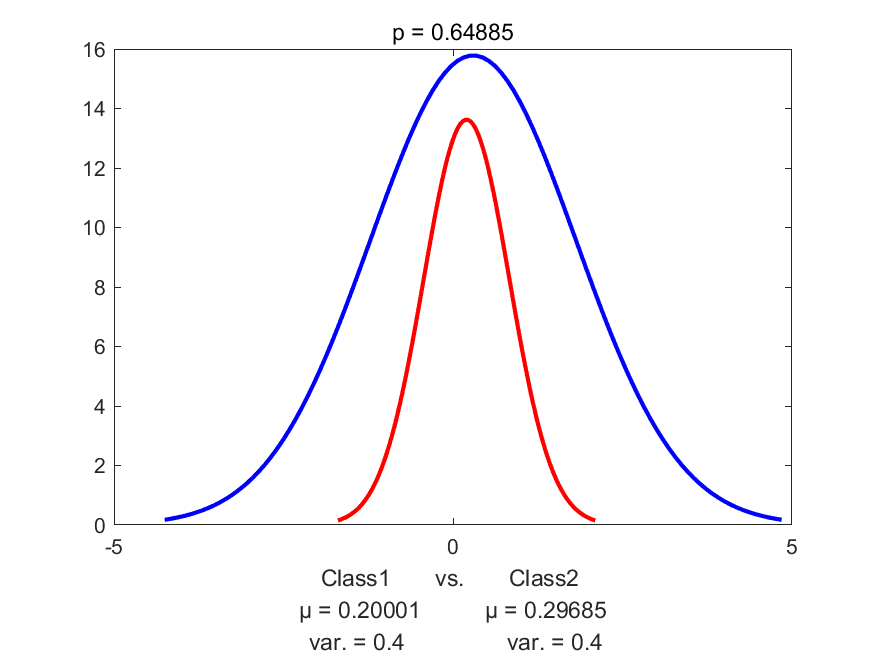 p = 0.64885
16
14
12
10
8
6
4
2
0
-5 0 5
Class1 vs. Class2
μ = 0.20001 μ = 0.29685
var. = 0.4 var. = 0.4